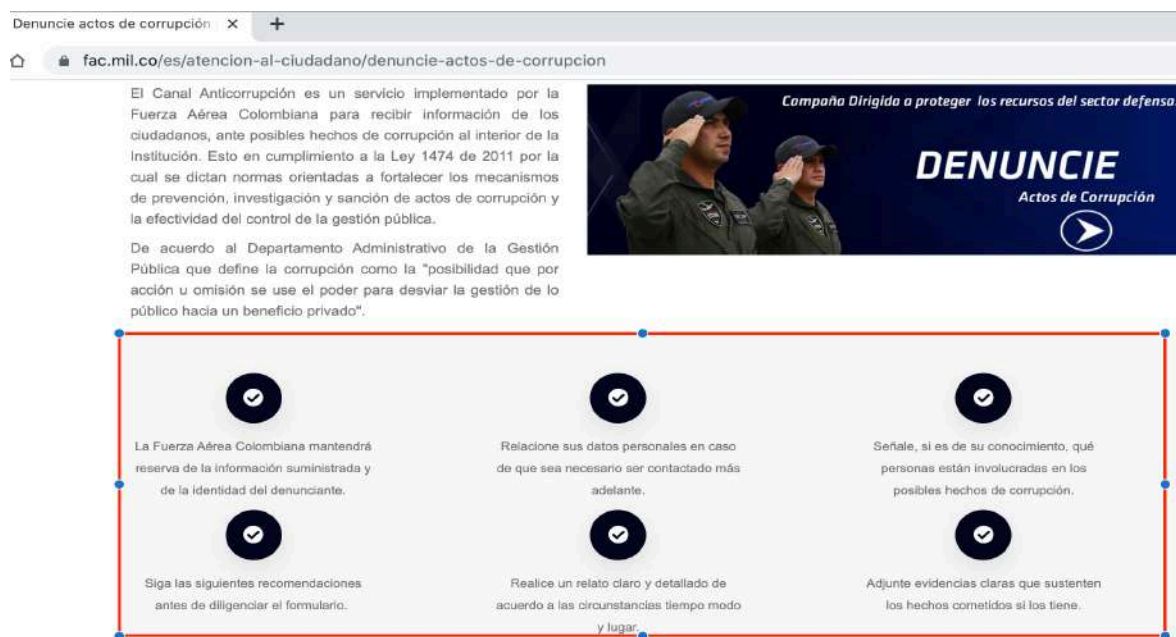 Denuncie actos de corrupción
fac.mil.co/es/atencion-al-ciudadano/denuncie-actos-de-corrupcion
El Canal Anticorrupción es un servicio implementado por la
Fuerza Aérea Colombiana para recibir información de los
ciudadanos, ante posibles hechos de corrupción al interior de la
Institución. Esto en cumplimiento a la Ley 1474 de 2011 por la
cual se dictan normas orientadas a fortalecer los mecanismos
de prevención, investigación y sanción de actos de corrupción y
la efectividad del control de la gestión pública.
De acuerdo al Departamento Administrativo de la Gestión
Pública que define la corrupción como la "posibilidad que por
acción u omisión se use el poder para desviar la gestión de lo
público hacia un beneficio privado".
Campaña Dirigida a proteger los recursos del sector defensa.
DENUNCIE
Actos de Corrupción
La Fuerza Aérea Colombiana mantendrá
reserva de la información suministrada y
de la identidad del denunciante.
Relacione sus datos personales en caso
de que sea necesario ser contactado más
adelante.
Señale, si es de su conocimiento, qué
personas están involucradas en los
posibles hechos de corrupción.
Siga las siguientes recomendaciones
antes de diligenciar el formulario.
Realice un relato claro y detallado de
acuerdo a las circunstancias tiempo modo
y lugar.
Adjunte evidencias claras que sustenten
los hechos cometidos si los tiene.